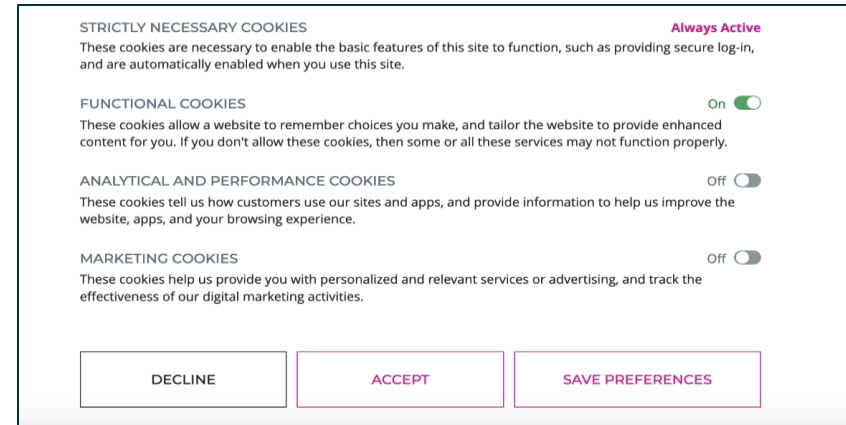 STRICTLY NECESSARY COOKIES Always Active
These cookies are necessary to enable the basic features of this site to function, such as providing secure log-in,
and are automatically enabled when you use this site.
FUNCTIONAL COOKIES On
These cookies allow a website to remember choices you make, and tailor the website to provide enhanced
content for you. If you don't allow these cookies, then some or all these services may not function properly.
ANALYTICAL AND PERFORMANCE COOKIES Off
These cookies tell us how customers use our sites and apps, and provide information to help us improve the
website, apps, and your browsing experience.
MARKETING COOKIES Off
These cookies help us provide you with personalized and relevant services or advertising, and track the
effectiveness of our digital marketing activities.
DECLINE ACCEPT SAVE PREFERENCES